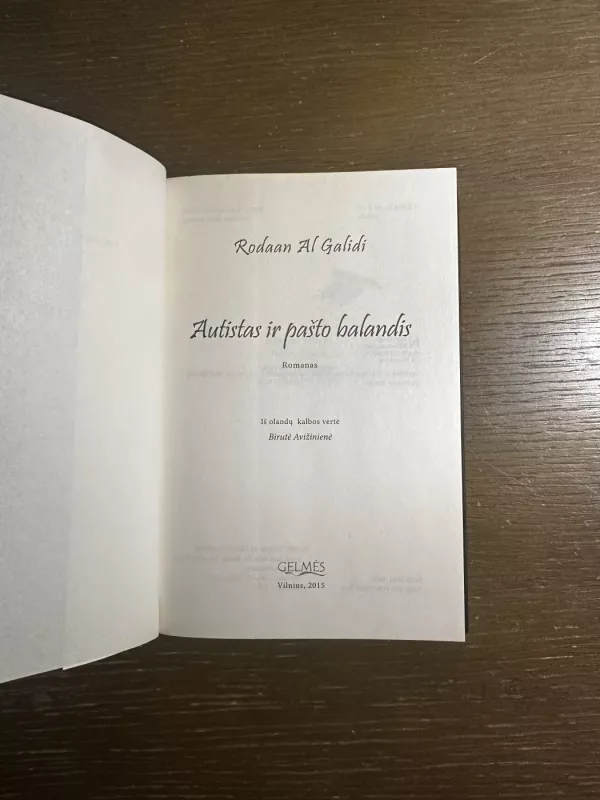 Rodaan Al Galidi
Autistas ir pašto balandis
Romanas
Iš olandų kalbos vertė
Birutė Avižinienė
GELMĖS
Vilnius, 2015